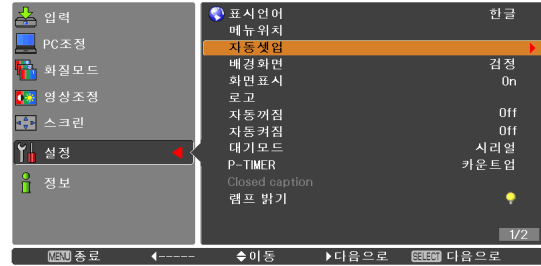 입력
PC조정
화질모드
영상조정
스크린
설정
정보
표시언어 한글
메뉴위치
자동셋업
배경화면 검정
화면표시 On
로고
자동꺼짐 Off
자동켜짐 Off
대기모드 시리얼
P-TIMER 카운트업
Closed caption
램프 밝기
1/2
MENU 종료 ----- 이동 다음으로 SELECT 다음으로